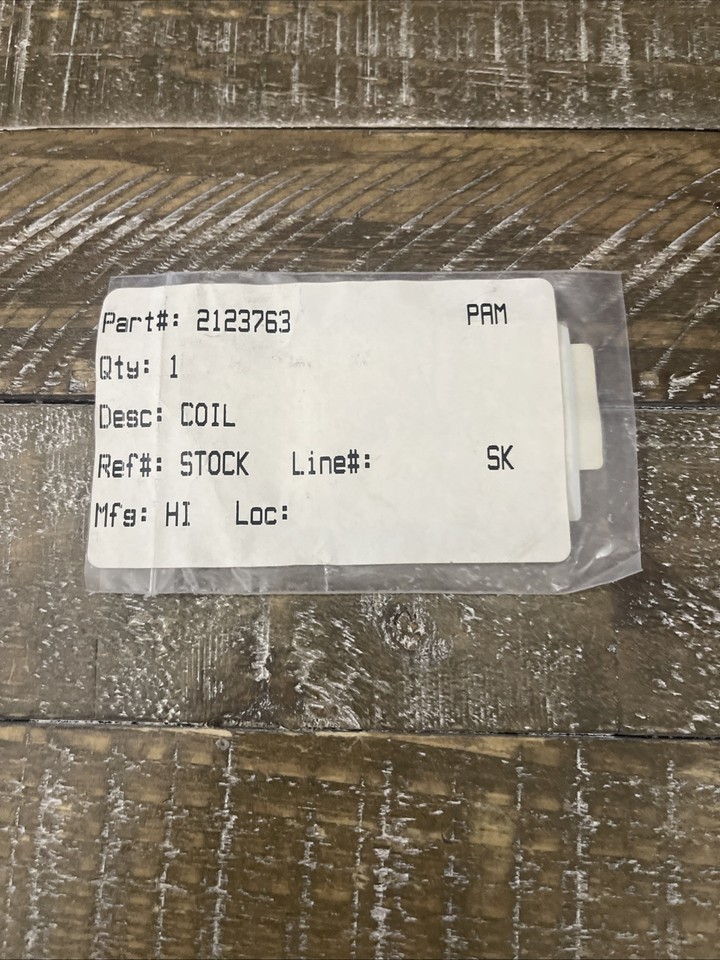 Part#: 2123763 PAM
Qty: 1
Desc: COIL
Ref#: STOCK Line#: SK
Mfg: HI Loc: